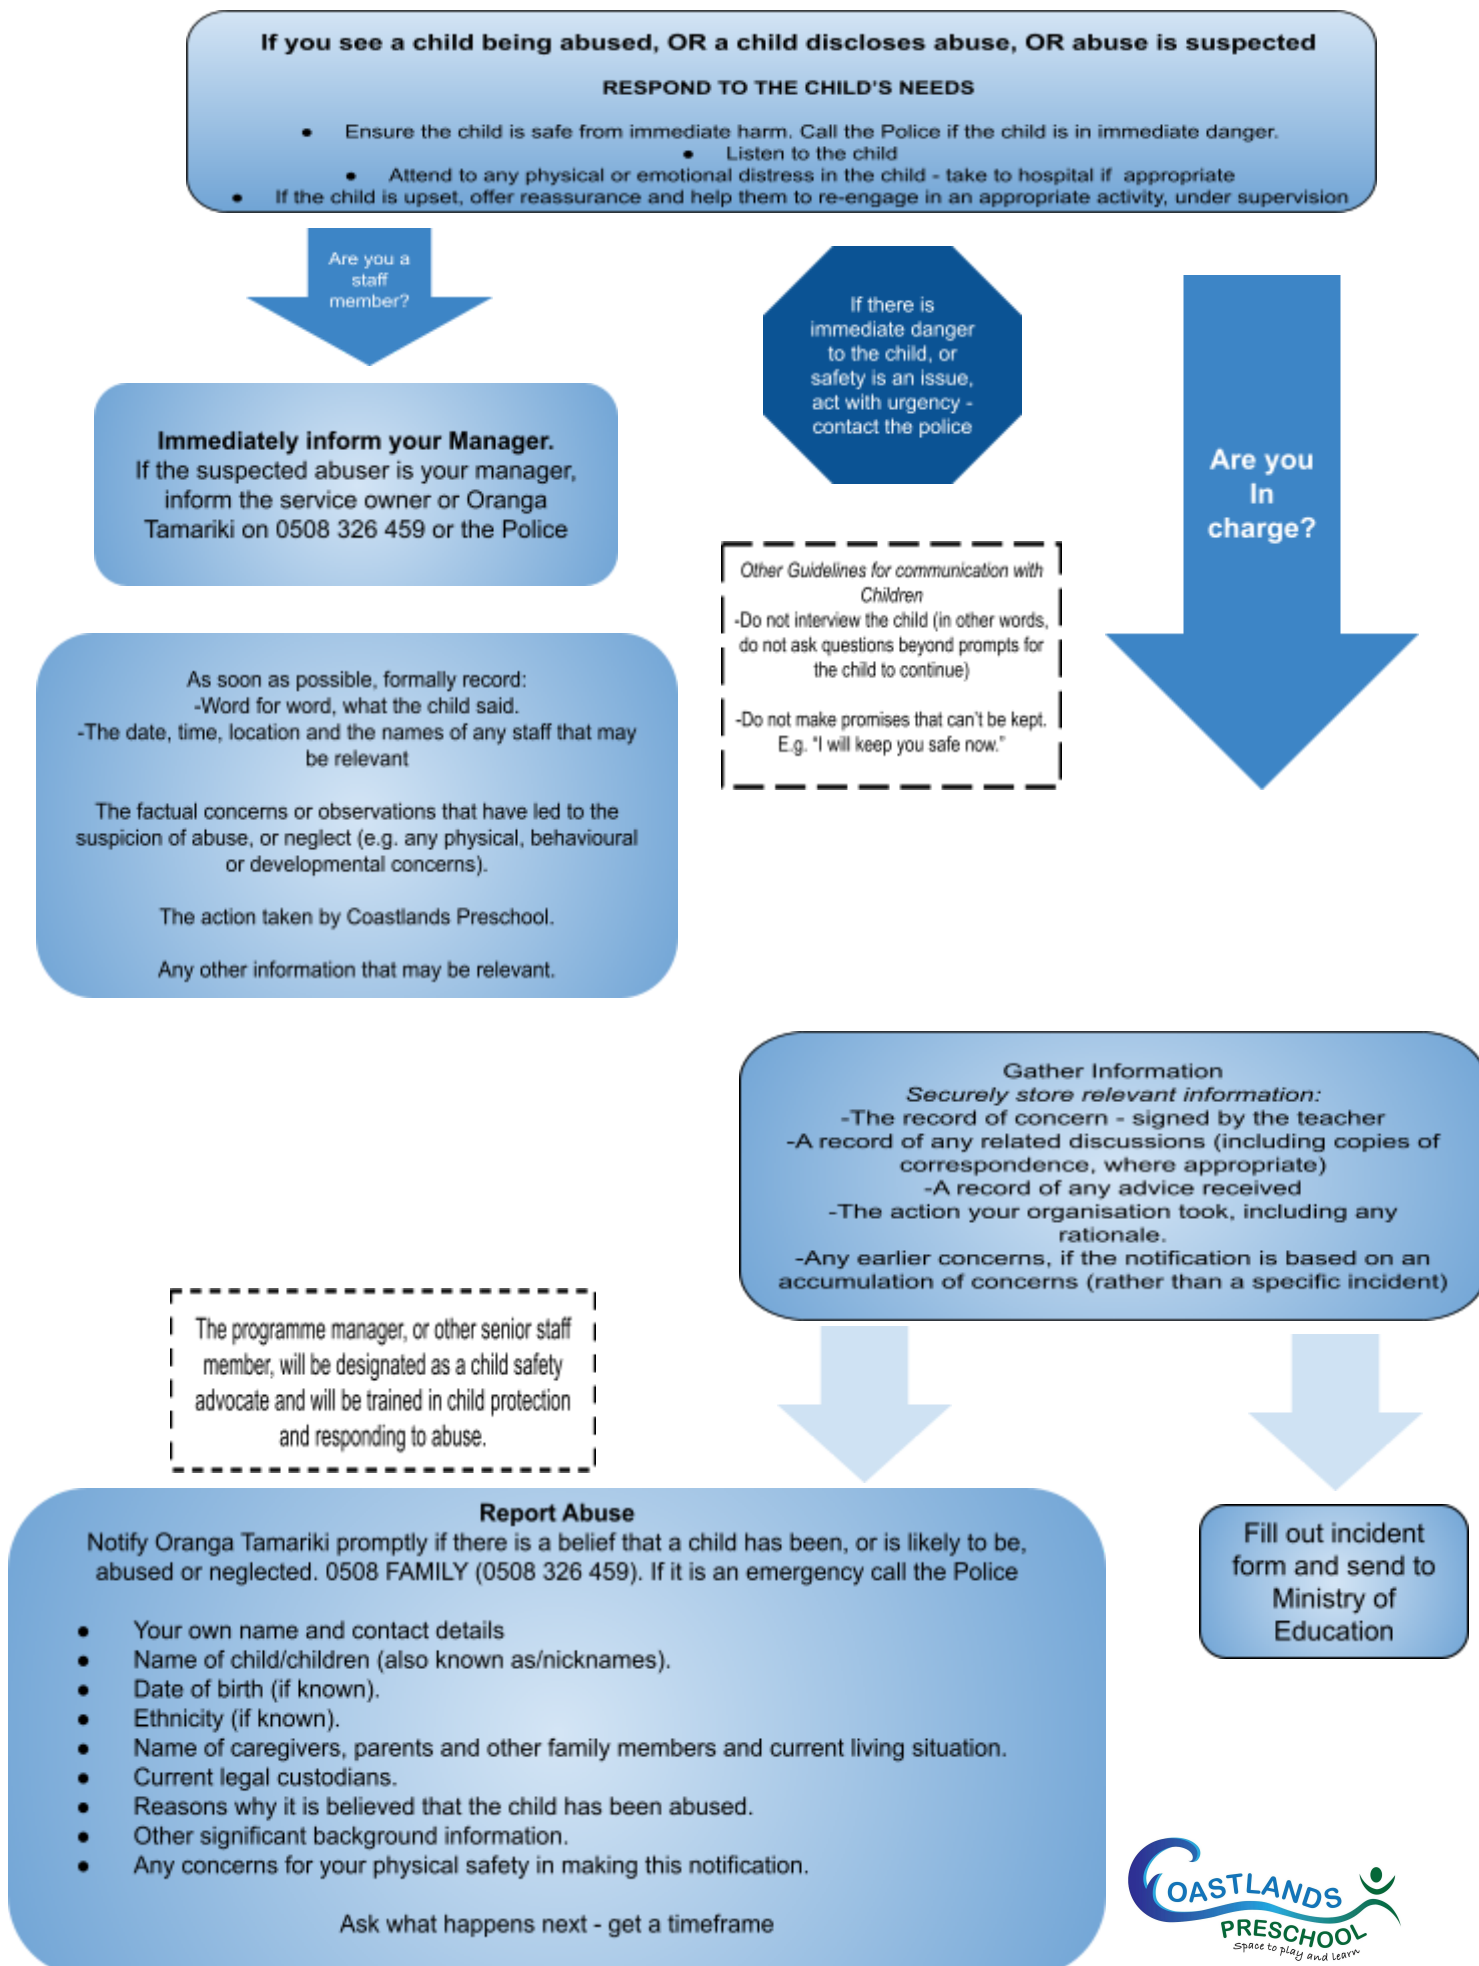 If you see a child being abused, OR a child discloses abuse, OR abuse is suspected
RESPOND TO THE CHILD'S NEEDS
● Ensure the child is safe from immediate harm. Call the Police if the child is in immediate danger.
● Listen to the child
● Attend to any physical or emotional distress in the child - take to hospital if appropriate
● If the child is upset, offer reassurance and help them to re-engage in an appropriate activity, under supervision
Are you a
staff
member?
Immediately inform your Manager.
If the suspected abuser is your manager,
inform the service owner or Oranga
Tamariki on 0508 326 459 or the Police
As soon as possible, formally record:
-Word for word, what the child said.
-The date, time, location and the names of any staff that may
be relevant
The factual concerns or observations that have led to the
suspicion of abuse, or neglect (e.g. any physical, behavioural
or developmental concerns).
The action taken by Coastlands Preschool.
Any other information that may be relevant.
If there is
immediate danger
to the child, or
safety is an issue,
act with urgency -
contact the police
Other Guidelines for communication with
Children
-Do not interview the child (in other words,
do not ask questions beyond prompts for
the child to continue)
-Do not make promises that can't be kept.
E.g. "I will keep you safe now."
Are you
In
charge?
Gather Information
Securely store relevant information:
-The record of concern - signed by the teacher
-A record of any related discussions (including copies of
correspondence, where appropriate)
-A record of any advice received
-The action your organisation took, including any
rationale.
-Any earlier concerns, if the notification is based on an
accumulation of concerns (rather than a specific incident)
The programme manager, or other senior staff
member, will be designated as a child safety
advocate and will be trained in child protection
and responding to abuse.
Report Abuse
Notify Oranga Tamariki promptly if there is a belief that a child has been, or is likely to be,
abused or neglected. 0508 FAMILY (0508 326 459). If it is an emergency call the Police
● Your own name and contact details
● Name of child/children (also known as/nicknames).
● Date of birth (if known).
● Ethnicity (if known).
● Name of caregivers, parents and other family members and current living situation.
● Current legal custodians.
● Reasons why it is believed that the child has been abused.
● Other significant background information.
● Any concerns for your physical safety in making this notification.
Ask what happens next - get a timeframe
Fill out incident
form and send to
Ministry of
Education
COASTLANDS
PRESCHOOL
Space to play and learn